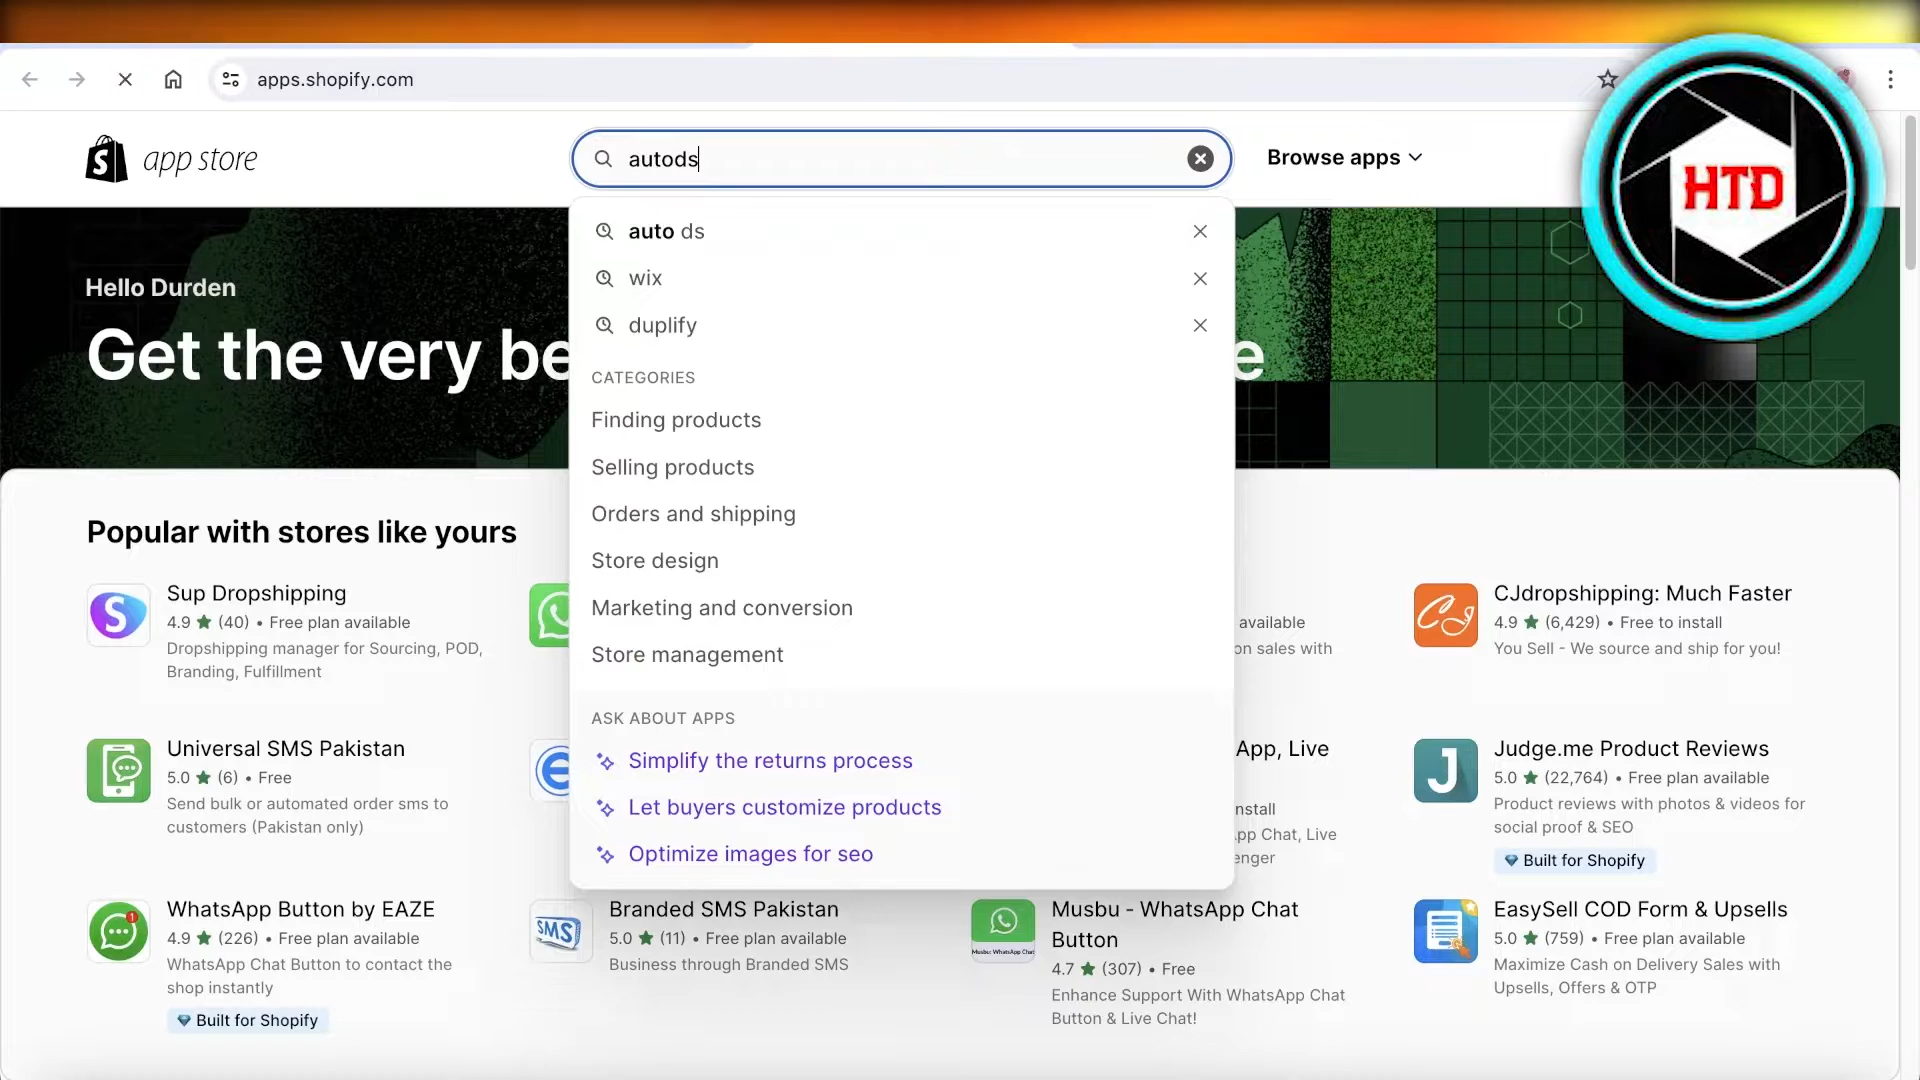 apps.shopify.com
HTD
app store
autods
Browse apps
auto ds
wix
duplify
Hello Durden
Get the very be
e
CATEGORIES
Finding products
Selling products
Orders and shipping
Store design
Marketing and conversion
Store management
ASK ABOUT APPS
Simplify the returns process
Let buyers customize products
Optimize images for seo
Popular with stores like yours
Sup Dropshipping
4.9 ★ (40) • Free plan available
Dropshipping manager for Sourcing, POD,
Branding, Fulfillment
available
on sales with
CJdropshipping: Much Faster
4.9 ★ (6,429) • Free to install
You Sell - We source and ship for you!
Universal SMS Pakistan
5.0 ★ (6) • Free
Send bulk or automated order sms to
customers (Pakistan only)
App, Live
nstall
pp Chat, Live
enger
Judge.me Product Reviews
5.0 ★ (22,764) • Free plan available
Product reviews with photos & videos for
social proof & SEO
Built for Shopify
WhatsApp Button by EAZE
4.9 ★ (226) • Free plan available
WhatsApp Chat Button to contact the
shop instantly
Built for Shopify
SMS
Branded SMS Pakistan
5.0 ★ (11) • Free plan available
Business through Branded SMS
Musbu: WhatsApp Chat
Musbu - WhatsApp Chat
Button
4.7 ★ (307) • Free
Enhance Support With WhatsApp Chat
Button & Live Chat!
EasySell COD Form & Upsells
5.0 ★ (759) • Free plan available
Maximize Cash on Delivery Sales with
Upsells, Offers & OTP